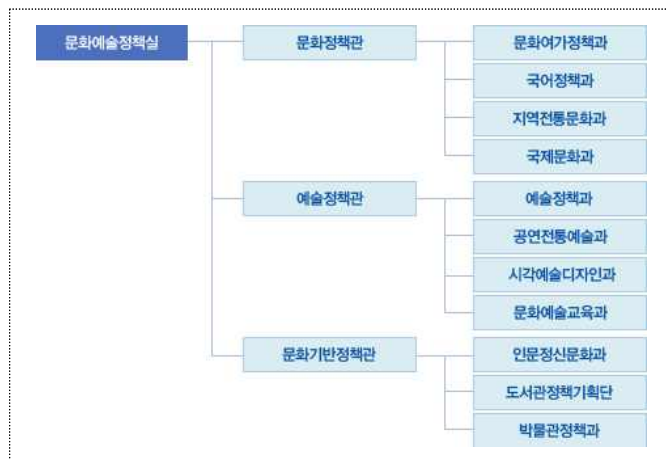 문화예술정책실
문화정책관
문화여가정책과
국어정책과
지역전통문화과
국제문화과
예술정책관
예술정책과
공연전통예술과
시각예술디자인과
문화예술교육과
문화기반정책관
인문정신문화과
도서관정책기획단
박물관정책과